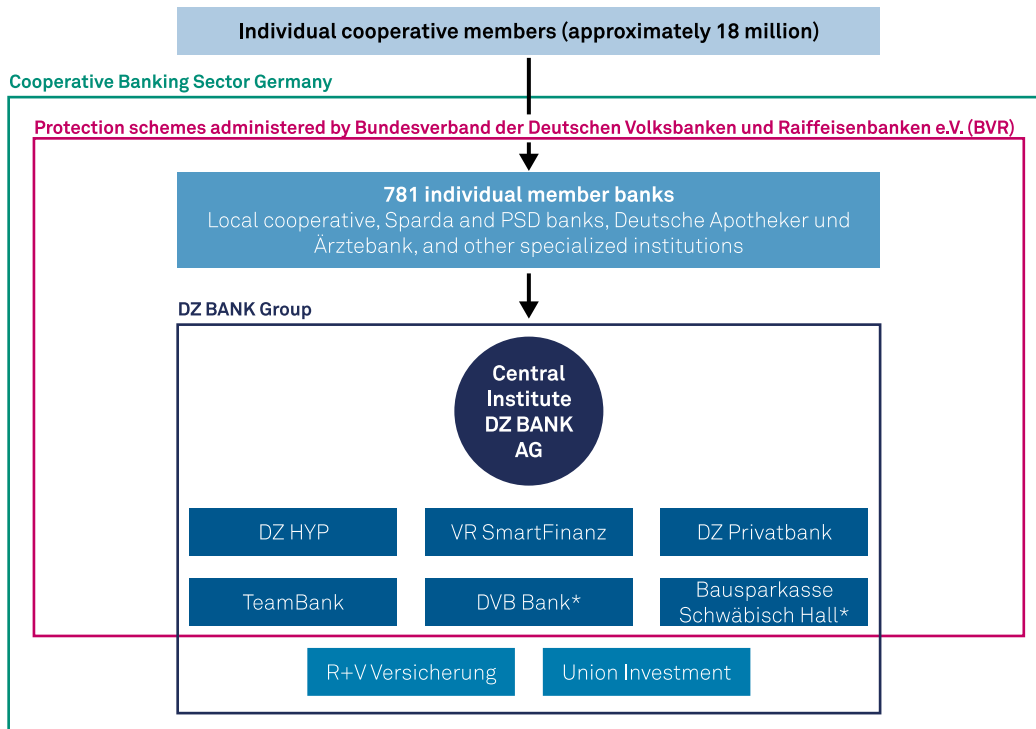 Individual cooperative members (approximately 18 million)
Cooperative Banking Sector Germany
Protection schemes administered by Bundesverband der Deutschen Volksbanken und Raiffeisenbanken e.V. (BVR)
781 individual member banks
Local cooperative, Sparda and PSD banks, Deutsche Apotheker und
Ärztebank, and other specialized institutions
DZ BANK Group
Central
Institute
DZ BANK
AG
DZ HYP
VR SmartFinanz
DZ Privatbank
TeamBank
DVB Bank*
Bausparkasse
Schwäbisch Hall*
R+V Versicherung
Union Investment